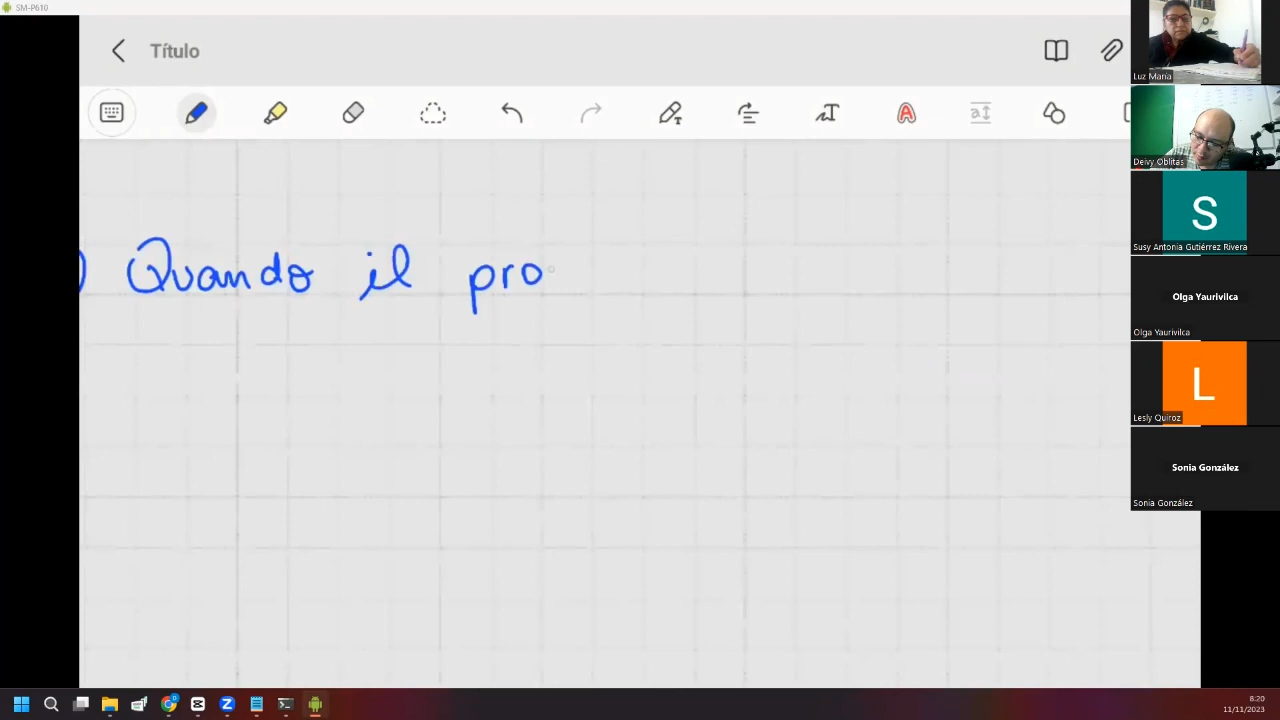 SM-P610
Título
) Quando il pro
Luz María
Deivy Oblitas
S
Susy Antonia Gutiérrez Rivera
Olga Yaurivilca
Olga Yaurivilca
L
Lesly Quiroz
Sonia González
Sonia González
8:20
11/11/2023